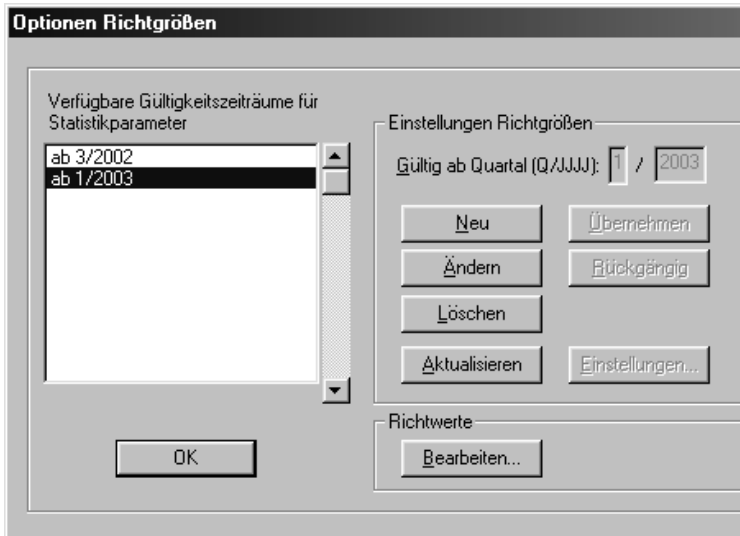 Optionen Richtgrößen
Verfügbare Gültigkeitszeiträume für
Statistikparameter
ab 3/2002
ab 1/2003
OK
Einstellungen Richtgrößen
Gültig ab Quartal (Q/JJJJ): 1 / 2003
Neu Übernehmen
Ändern Rückgängig
Löschen
Aktualisieren Einstellungen...
Richtwerte
Bearbeiten...